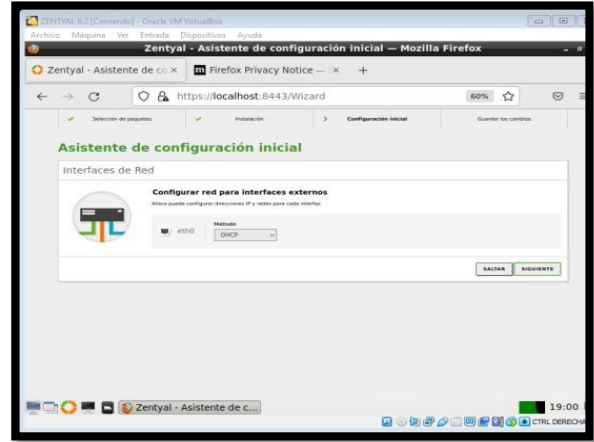 ZENTYAL 6.2 [Corriendo] - Oracle VM VirtualBox
Archivo Máquina Ver Entrada Dispositivos Ayuda
Zentyal - Asistente de configuración inicial — Mozilla Firefox
Zentyal - Asistente de co
Firefox Privacy Notice —
https://localhost:8443/Wizard
60%
Selección de paquetes
Instalación
Configuración inicial
Guardar los cambios
Asistente de configuración inicial
Interfaces de Red
Configurar red para interfaces externos
Ahora puede configurar direcciones IP y redes para cada interfaz
Método
eth0
DHCP
SALTAR
SIGUIENTE
Zentyal - Asistente de c...
19:00
CTRL DERECHA